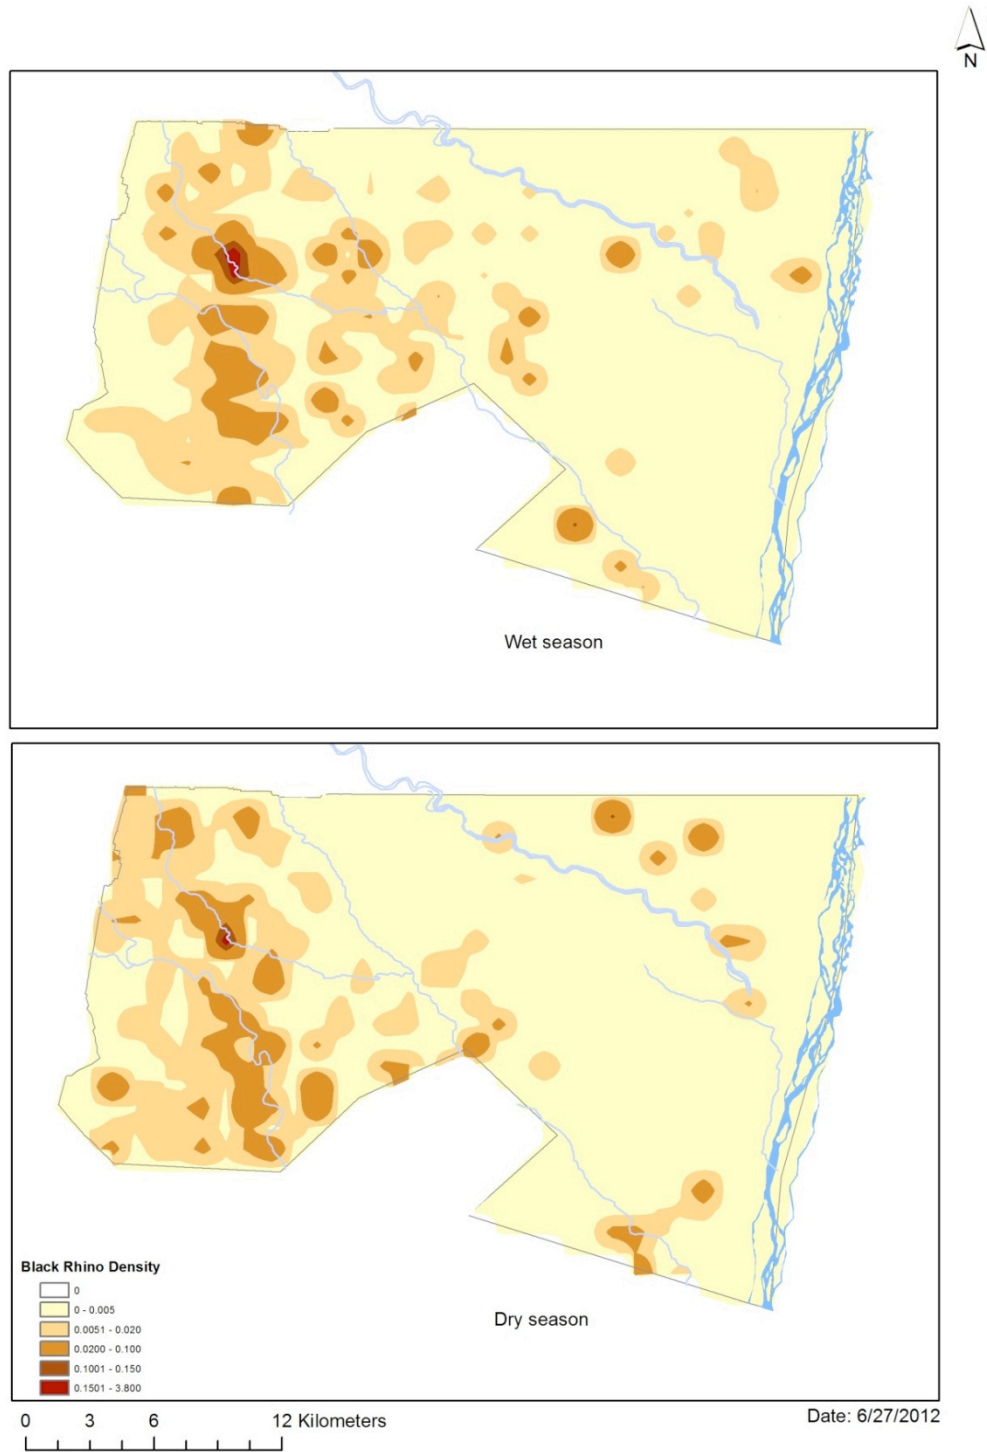 N
Wet season
Dry season
Black Rhino Density
0
0 - 0.005
0.0051 - 0.020
0.0200 - 0.100
0.1001 - 0.150
0.1501 - 3.800
0 3 6 12 Kilometers
Date: 6/27/2012